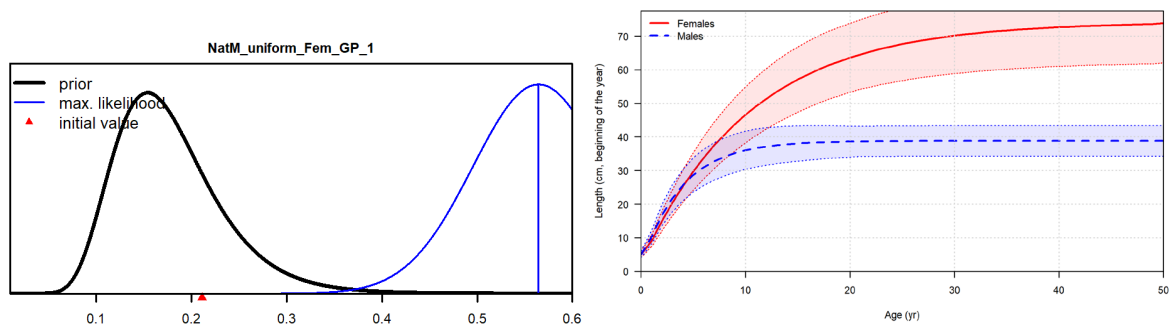 NatM_uniform_Fem_GP_1
prior
max. likelihood
initial value
0.1 0.2 0.3 0.4 0.5 0.6
Females
Males
70
60
50
40
30
20
10
0
Length (cm, beginning of the year)
0 10 20 30 40 50
Age (yr)